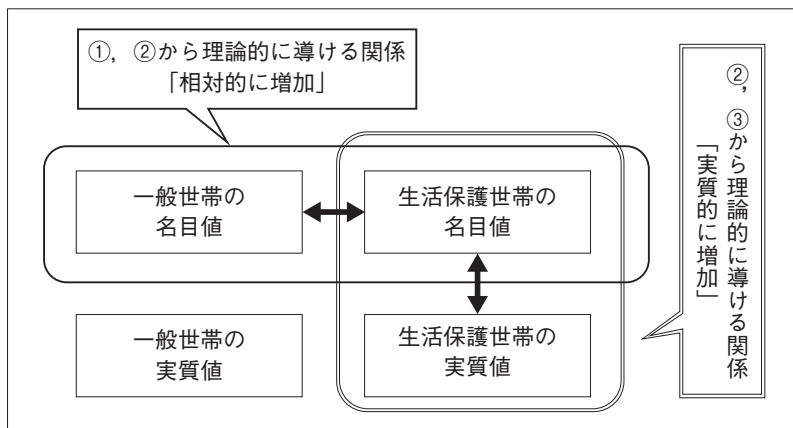 ①，②から理論的に導ける関係
「相対的に増加」
②，③から理論的に導ける関係
「実質的に増加」
一般世帯の
名目値
生活保護世帯の
名目値
一般世帯の
実質値
生活保護世帯の
実質値